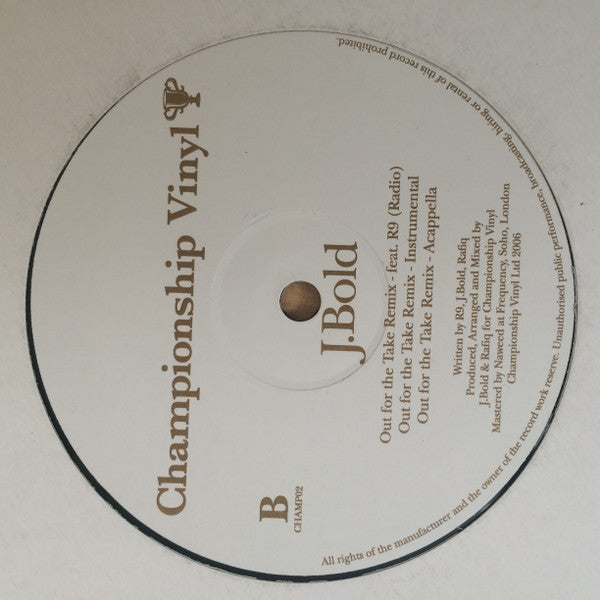 Championship Vinyl
B
CHAMP02
J.Bold
Out for the Take Remix - feat. R9 (Radio)
Out for the Take Remix - Instrumental
Out for the Take Remix - Acappella
Written by R9, J.Bold, Rafiq
Produced, Arranged and Mixed by
J.Bold & Rafiq for Championship Vinyl
Mastered by Naweed at Frequency, Soho, London
Championship Vinyl Ltd 2006
All rights of the manufacturer and the owner of the record work reserve. Unauthorised public performance, broadcasting, hiring or rental of this record prohibited.